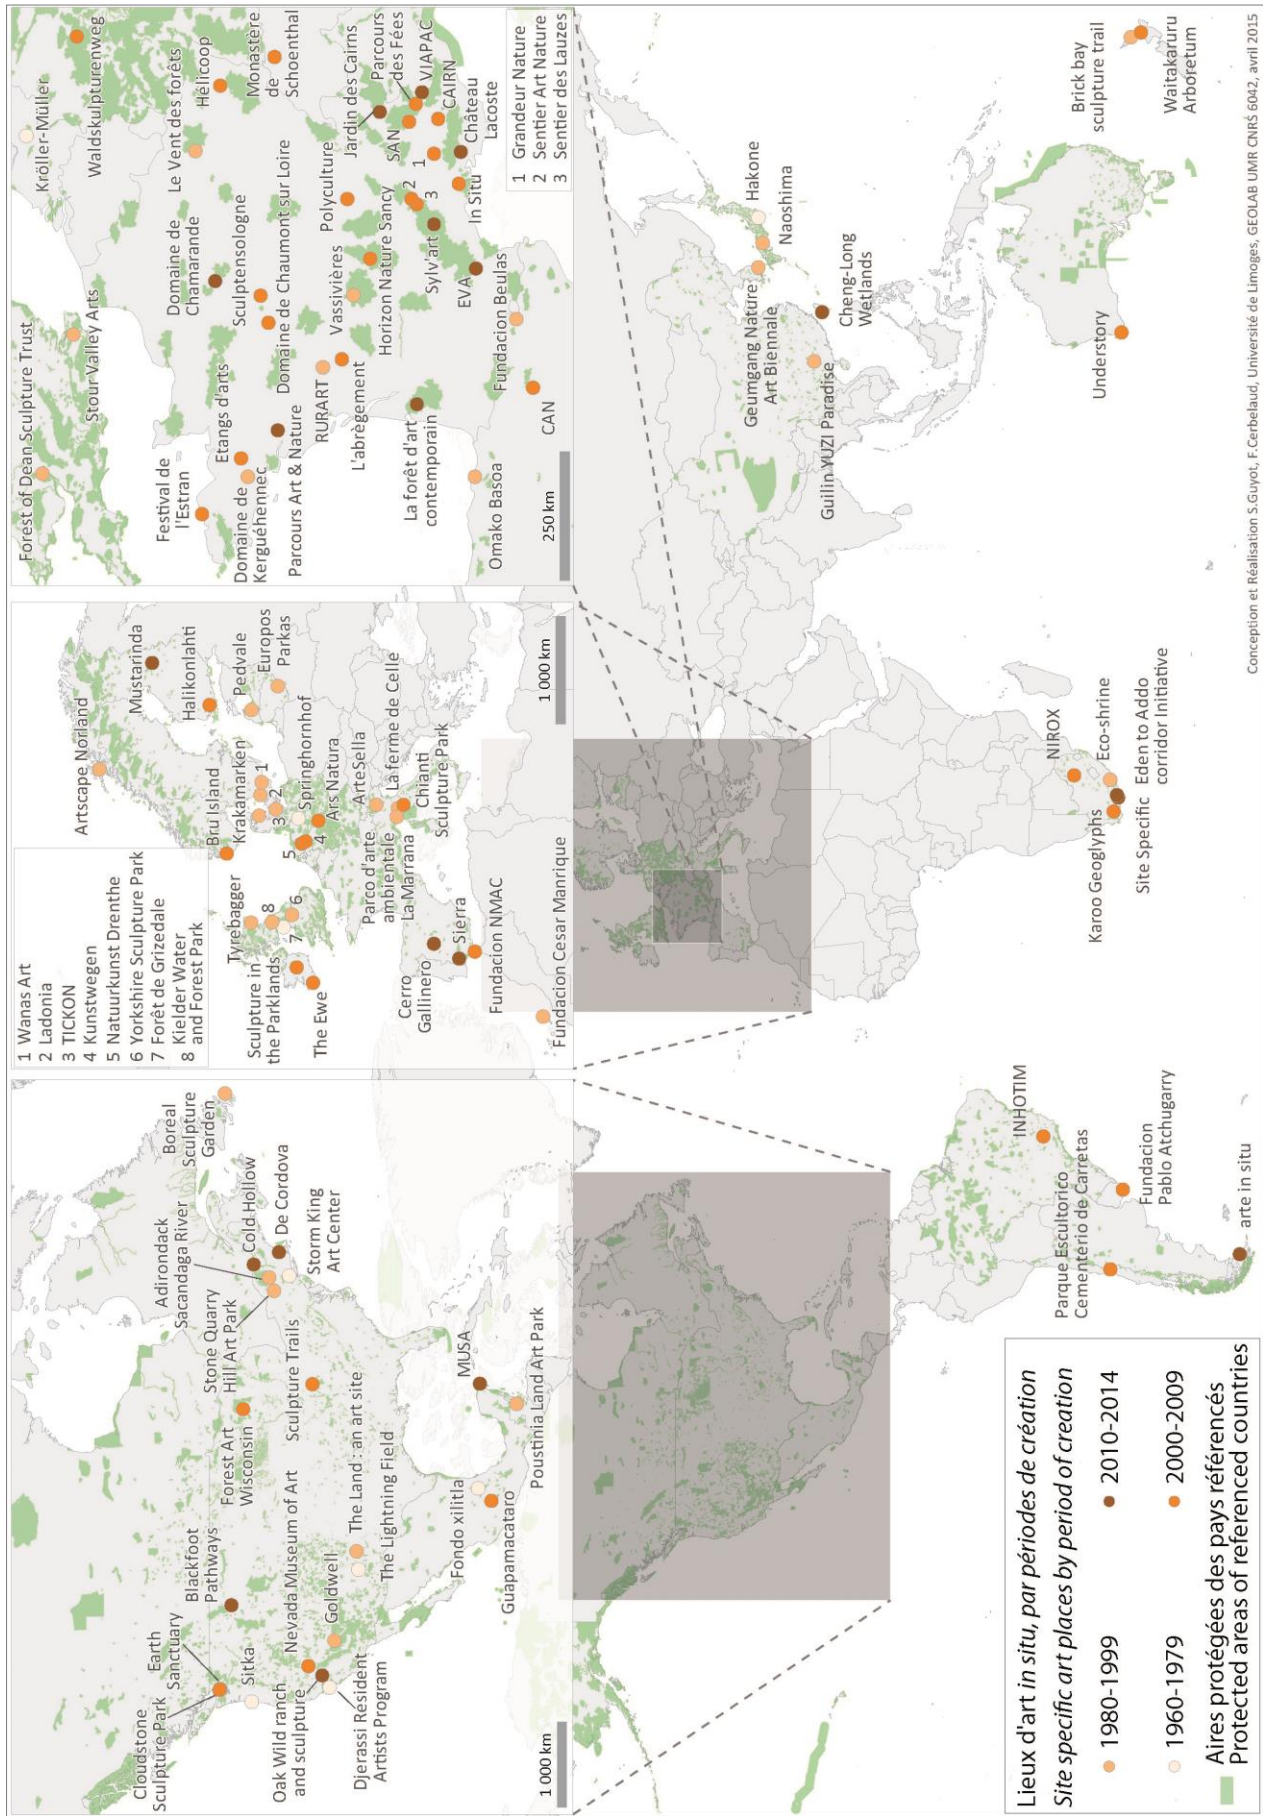 Cloudstone
Sculpture Park
Earth
Sanctuary
Sitka
Blackfoot
Pathways
Oak Wild ranch
and sculpture
Nevada Museum of Art
Goldwell
Djerassi Resident
Artists Program
The Land : an art site
The Lightning Field
Forest Art
Wisconsin
Sculpture Trails
Stone Quarry
Hill Art Park
Adirondack
Sacandaga River
Cold Hollow
De Cordova
Storm King
Art Center
Boreal
Sculpture
Garden
MUSA
Fondo xilitla
Guapamacataro
Poustinia Land Art Park
1 000 km
1 Wanas Art
2 Ladonia
3 TICKON
4 Kunstwegen
5 Natuurkunst Drenthe
6 Yorkshire Sculpture Park
7 Forêt de Grizedale
8 Kielder Water
and Forest Park
Artscape Norland
Mustarinda
Halikonlahti
Pedvale
Europos
Parkas
Bru Island
Krakamarken
1
2
3
Springhornhof
Ars Natura
4
5
Tyrebagger
8
6
7
Sculpture in
the Parklands
The Ewe
ArteSella
La ferme de Celle
Chianti
Sculpture Park
Parco d'arte
ambientale
La Marrana
Cerro
Gallinero
Sierra
Fundacion NMAC
Fundacion Cesar Manrique
1 000 km
Forest of Dean Sculpture Trust
Stour Valley Arts
Kröller-Müller
Waldskulpturenweg
Le Vent des forêts
Hélicoop
Monastère
de
Schoenthal
Festival de
l'Estran
Etangs d'arts
Domaine de
Kerguéhennec
Parcours Art & Nature
Domaine de
Chamarande
Sculptensologne
Domaine de Chaumont sur Loire
RURART
L'abrègement
Vassivières
Polyculture
Horizon Nature Sancy
Jardin des Cairns
Parcours
des Fées
VIAPAC
SAN
CAIRN
1
2
3
Château
Lacoste
In Situ
Sylv'art
EVA
La forêt d'art
contemporain
Omako Basoa
Fundacion Beulas
CAN
250 km
1 Grandeur Nature
2 Sentier Art Nature
3 Sentier des Lauzes
Hakone
Naoshima
Geumgang Nature
Art Biennale
Cheng-Long
Wetlands
Guilin YUZI Paradise
Understory
Brick bay
sculpture trail
Waitakaruru
Arboretum
NIROX
Eco-shrine
Eden to Addo
corridor Initiative
Site Specific
Karoo Geoglyphs
INHOTIM
Fundacion
Pablo Atchugarry
Parque Escultorico
Cementerio de Carretas
arte in situ
Lieux d'art in situ, par périodes de création
Site specific art places by period of creation
1980-1999
2010-2014
1960-1979
2000-2009
Aires protégées des pays référencés
Protected areas of referenced countries
Conception et Réalisation S.Guyot, F.Cerbelaud, Université de Limoges, GEOLAB UMR CNRS 6042, avril 2015